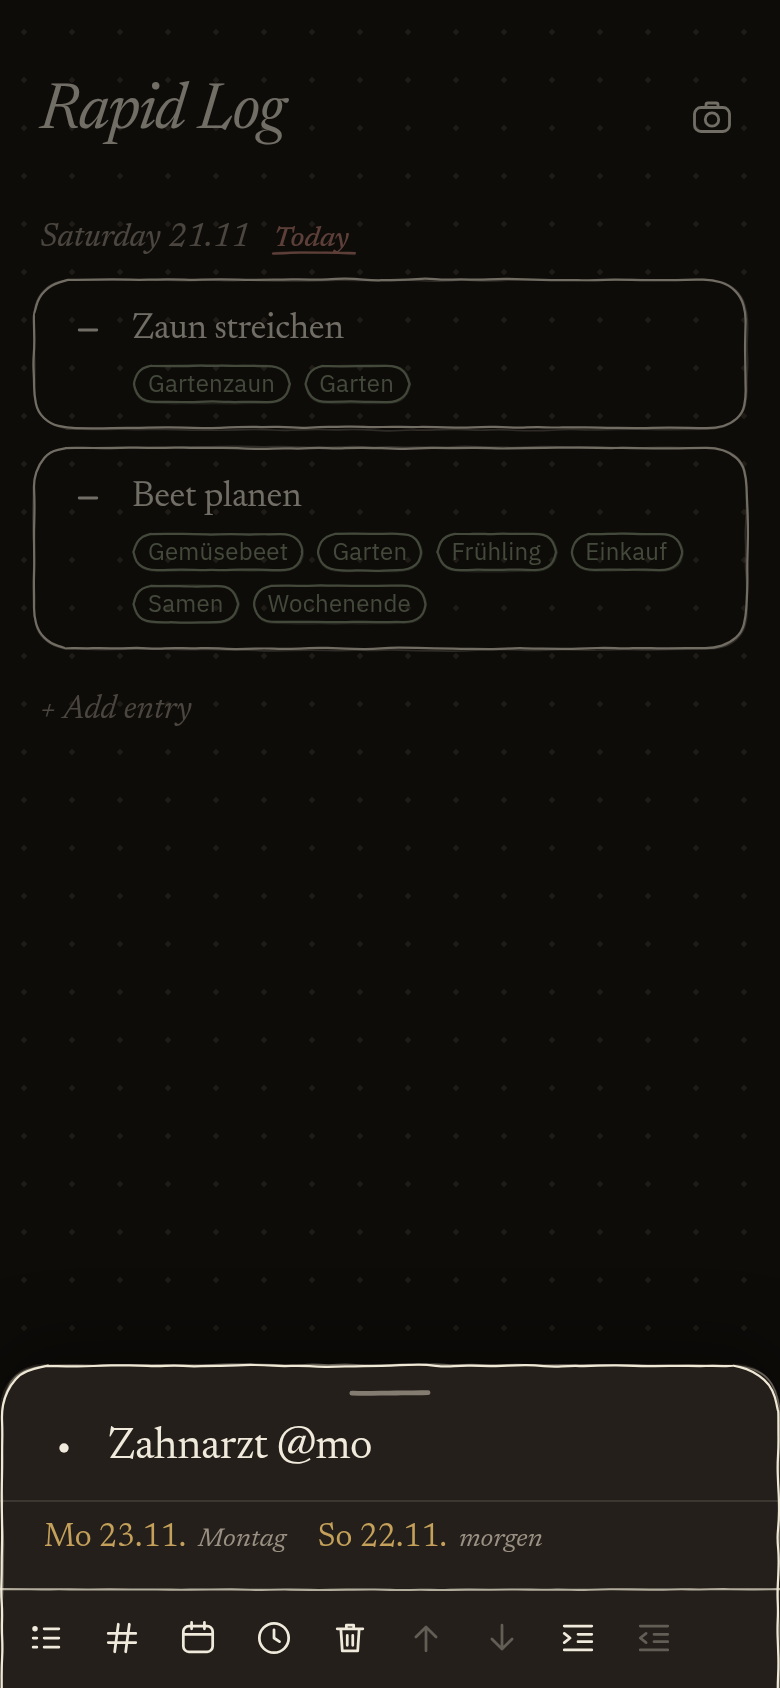 Rapid Log
Saturday 21.11 Today
– Zaun streichen
Gartenzaun Garten
– Beet planen
Gemüsebeet Garten Frühling Einkauf
Samen Wochenende
+ Add entry
• Zahnarzt @mo
Mo 23.11. Montag So 22.11. morgen